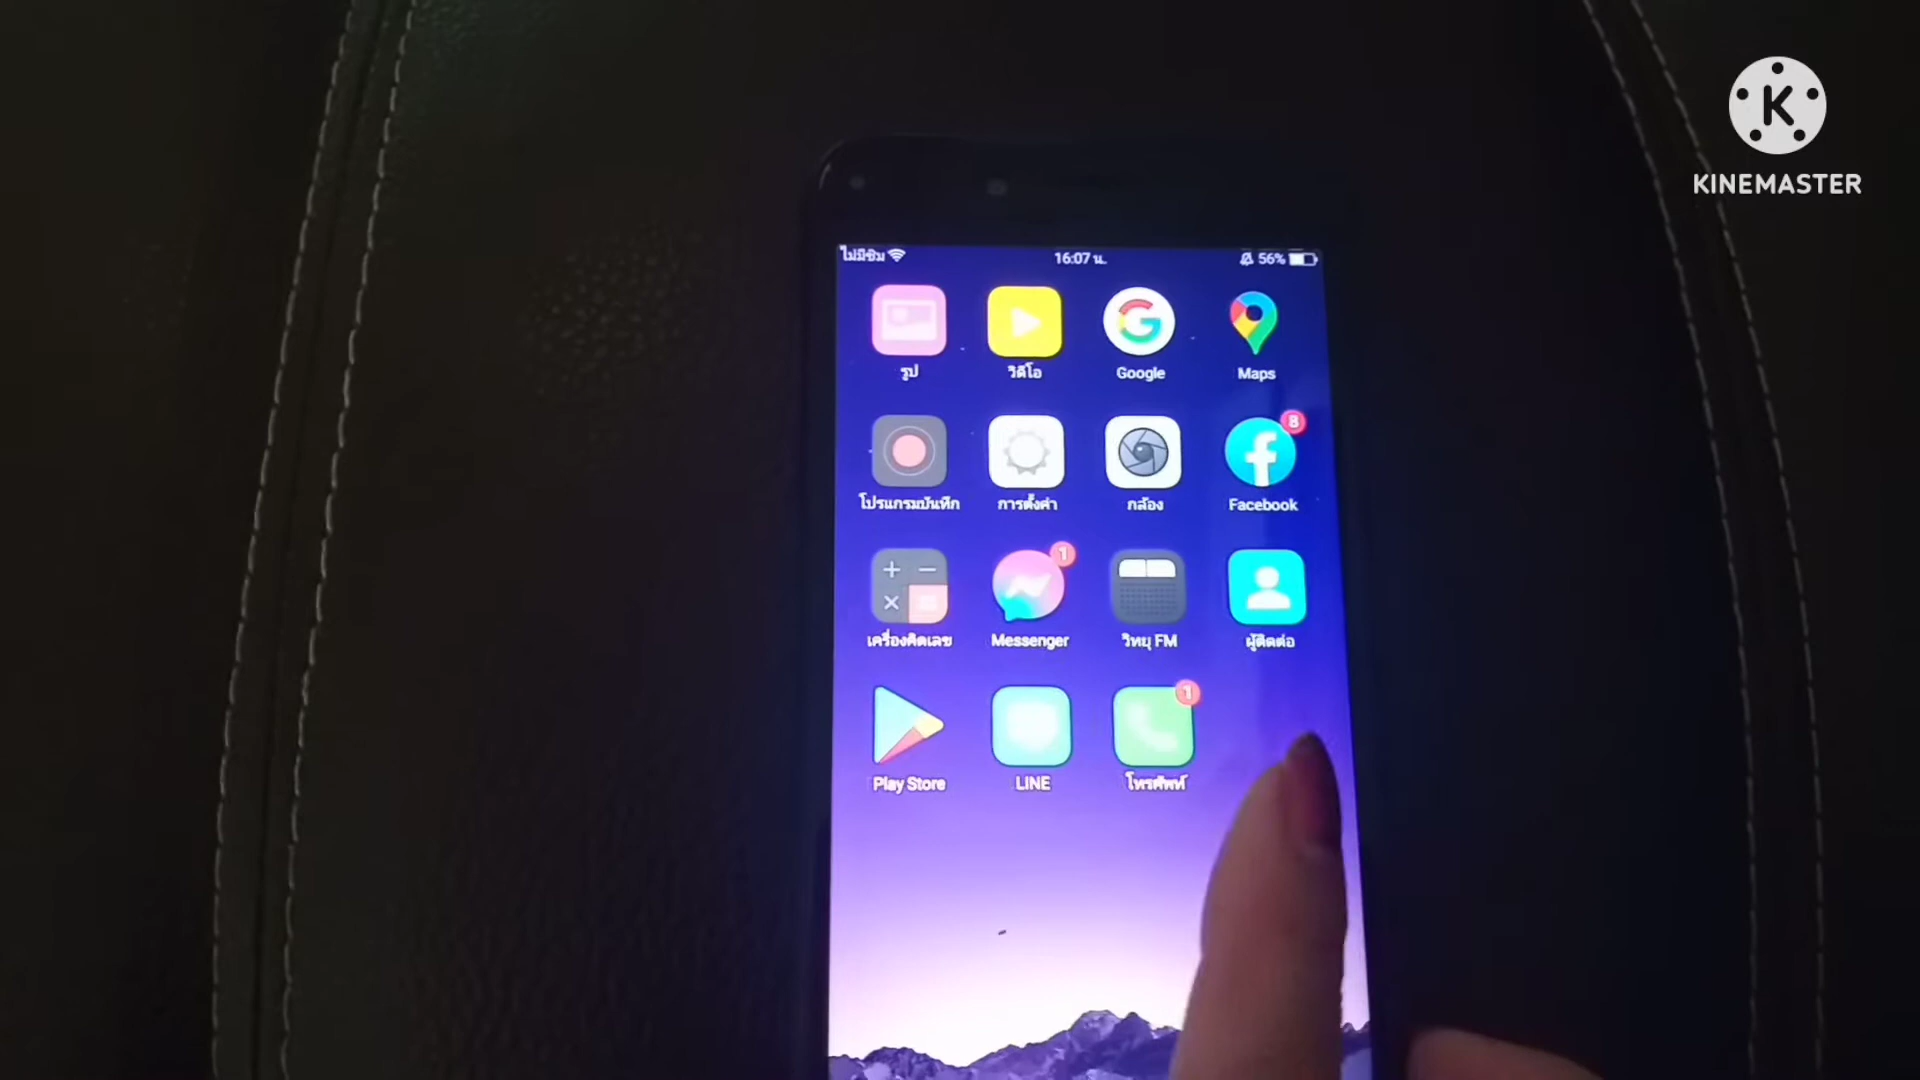 K
KINEMASTER
ไม่มีซิม 16:07 น. 56%
รูป วิดีโอ Google Maps
8
โปรแกรมบันทึก การตั้งค่า กล้อง Facebook
1
เครื่องคิดเลข Messenger วิทยุ FM ผู้ติดต่อ
1
Play Store LINE โทรศัพท์